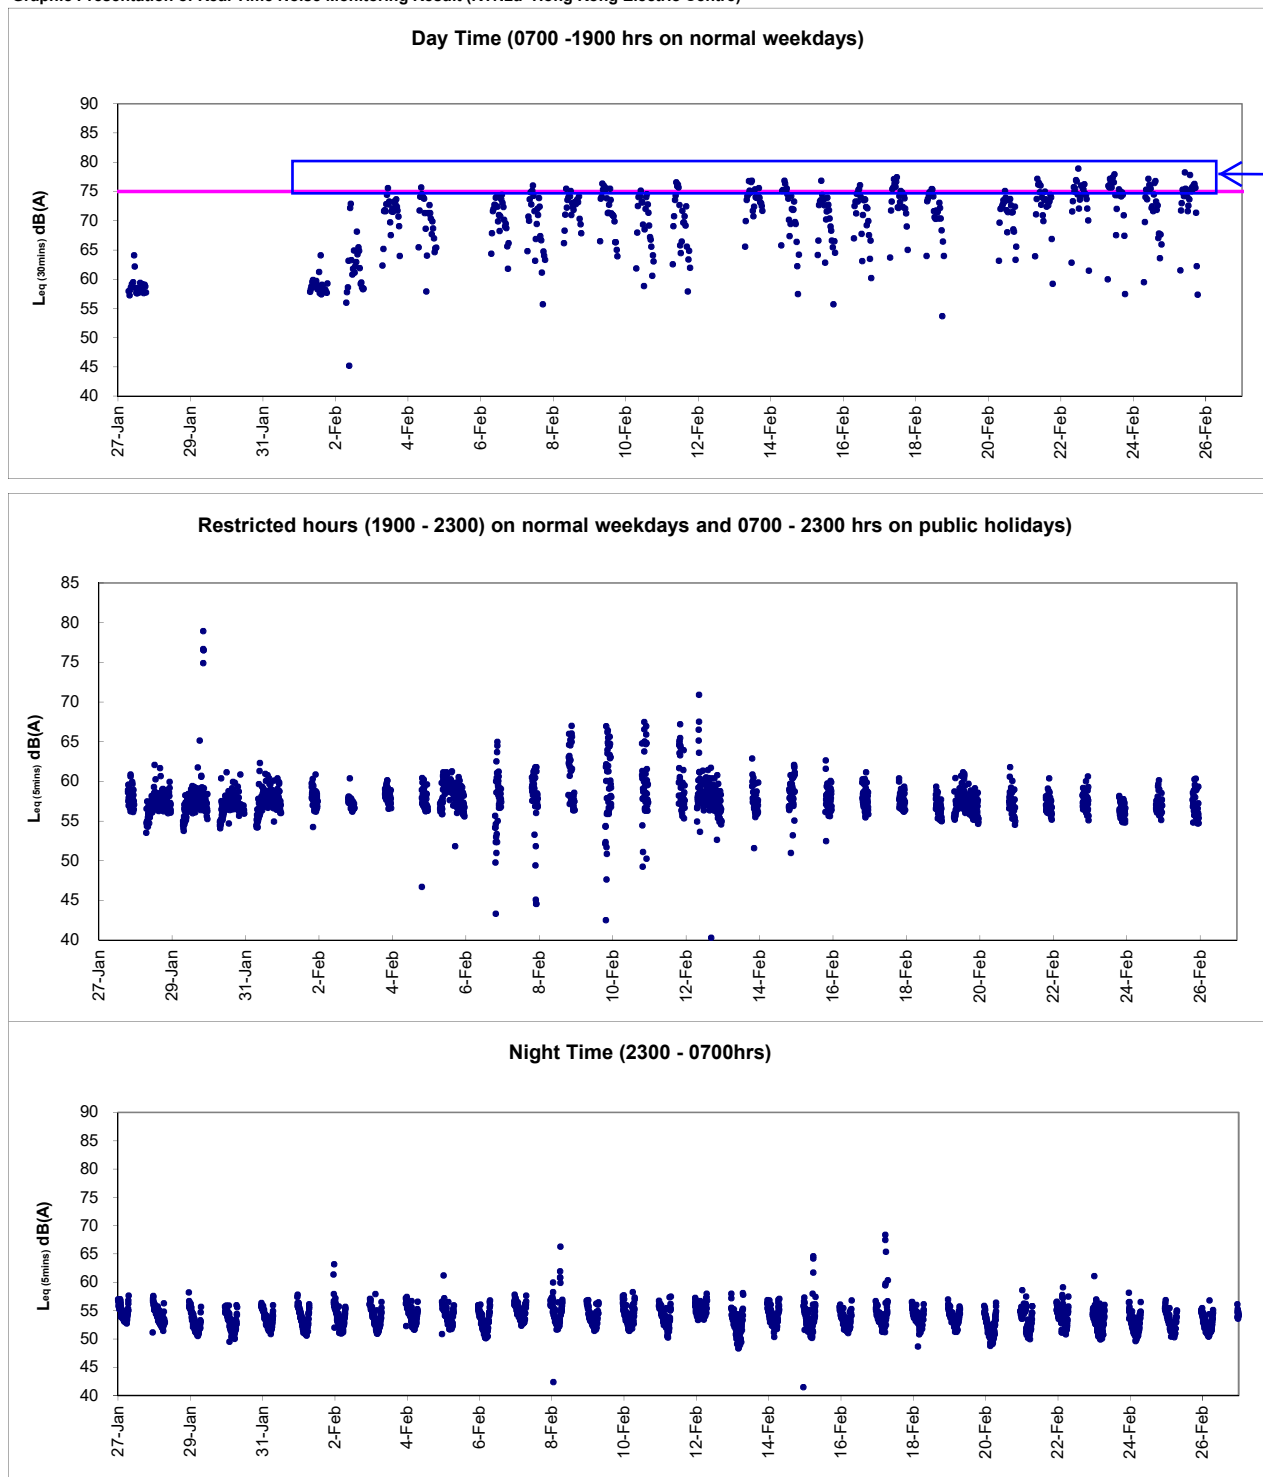 Day Time (0700 -1900 hrs on normal weekdays)
Leq (30mins) dB(A)
90
85
80
75
70
65
60
55
50
45
40
27-Jan
29-Jan
31-Jan
2-Feb
4-Feb
6-Feb
8-Feb
10-Feb
12-Feb
14-Feb
16-Feb
18-Feb
20-Feb
22-Feb
24-Feb
26-Feb
Restricted hours (1900 - 2300) on normal weekdays and 0700 - 2300 hrs on public holidays)
Leq (5mins) dB(A)
85
80
75
70
65
60
55
50
45
40
27-Jan
29-Jan
31-Jan
2-Feb
4-Feb
6-Feb
8-Feb
10-Feb
12-Feb
14-Feb
16-Feb
18-Feb
20-Feb
22-Feb
24-Feb
26-Feb
Night Time (2300 - 0700hrs)
Leq (5mins) dB(A)
90
85
80
75
70
65
60
55
50
45
40
27-Jan
29-Jan
31-Jan
2-Feb
4-Feb
6-Feb
8-Feb
10-Feb
12-Feb
14-Feb
16-Feb
18-Feb
20-Feb
22-Feb
24-Feb
26-Feb